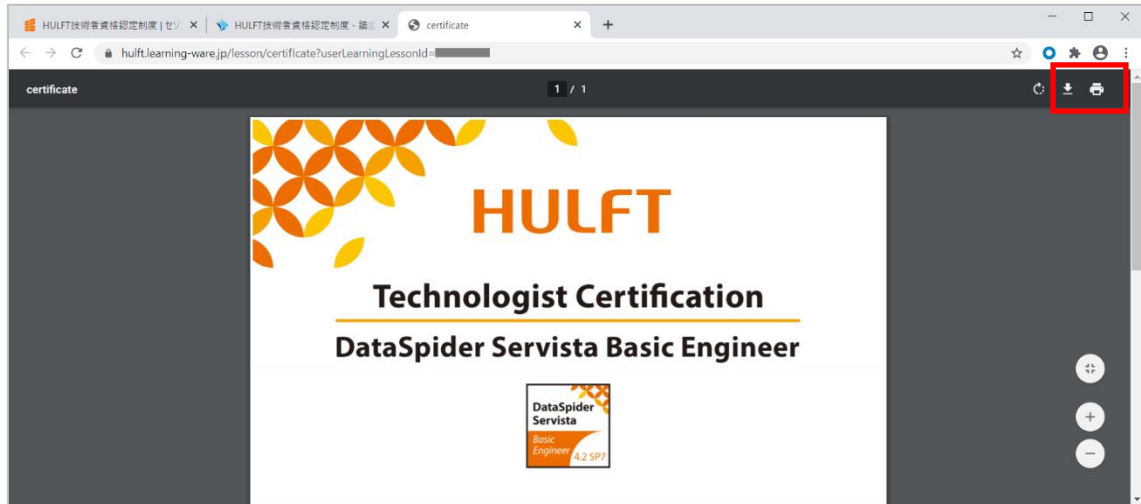 HULFT技術者資格認定制度 | セゾ
HULFT技術者資格認定制度 - 講
certificate
hulft.learning-ware.jp/lesson/certificate?userLearningLessonId=
certificate
1 / 1
HULFT
Technologist Certification
DataSpider Servista Basic Engineer
DataSpider
Servista
Basic
Engineer
4.2 SP7